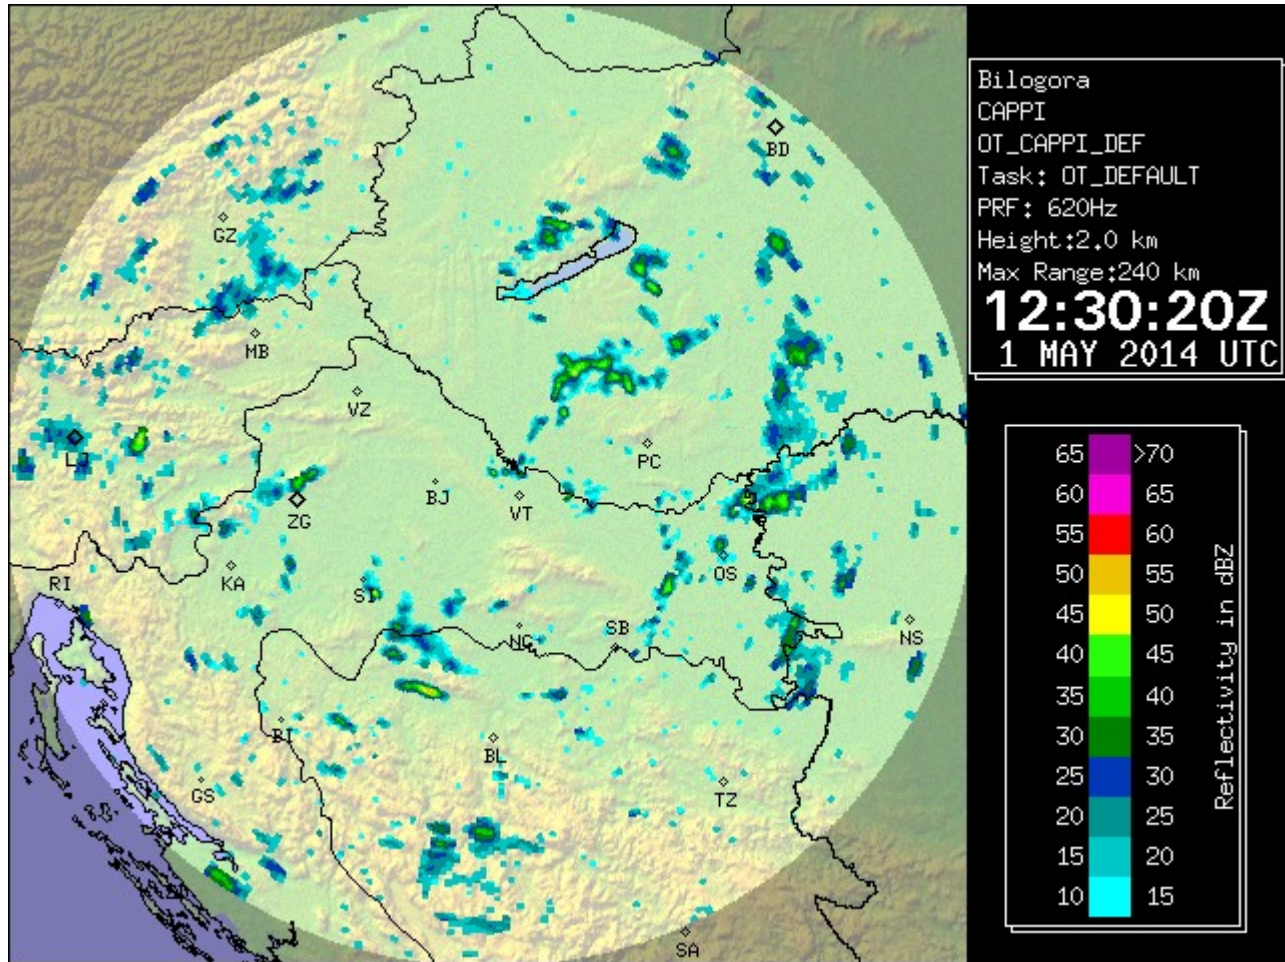 Bilogora
CAPPI
OT_CAPPI_DEF
Task: OT_DEFAULT
PRF: 620Hz
Height:2.0 km
Max Range:240 km
12:30:20Z
1 MAY 2014 UTC
BD
GZ
MB
VZ
LJ
PC
ZG
BJ
VT
OS
RI
KA
SI
NG
SB
NS
BI
BL
GS
TZ
SA
65 >70
60 65
55 60
50 55
45 50
40 45
35 40
30 35
25 30
20 25
15 20
10 15
Reflectivity in dBZ